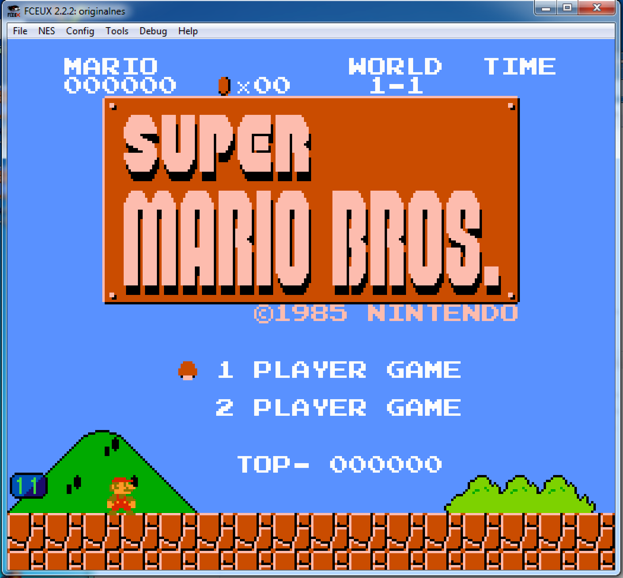 FCEUX 2.2.2: originalnes
File NES Config Tools Debug Help
MARIO WORLD TIME
000000 ×00 1-1
SUPER
MARIO BROS.
©1985 NINTENDO
1 PLAYER GAME
2 PLAYER GAME
TOP- 000000
11